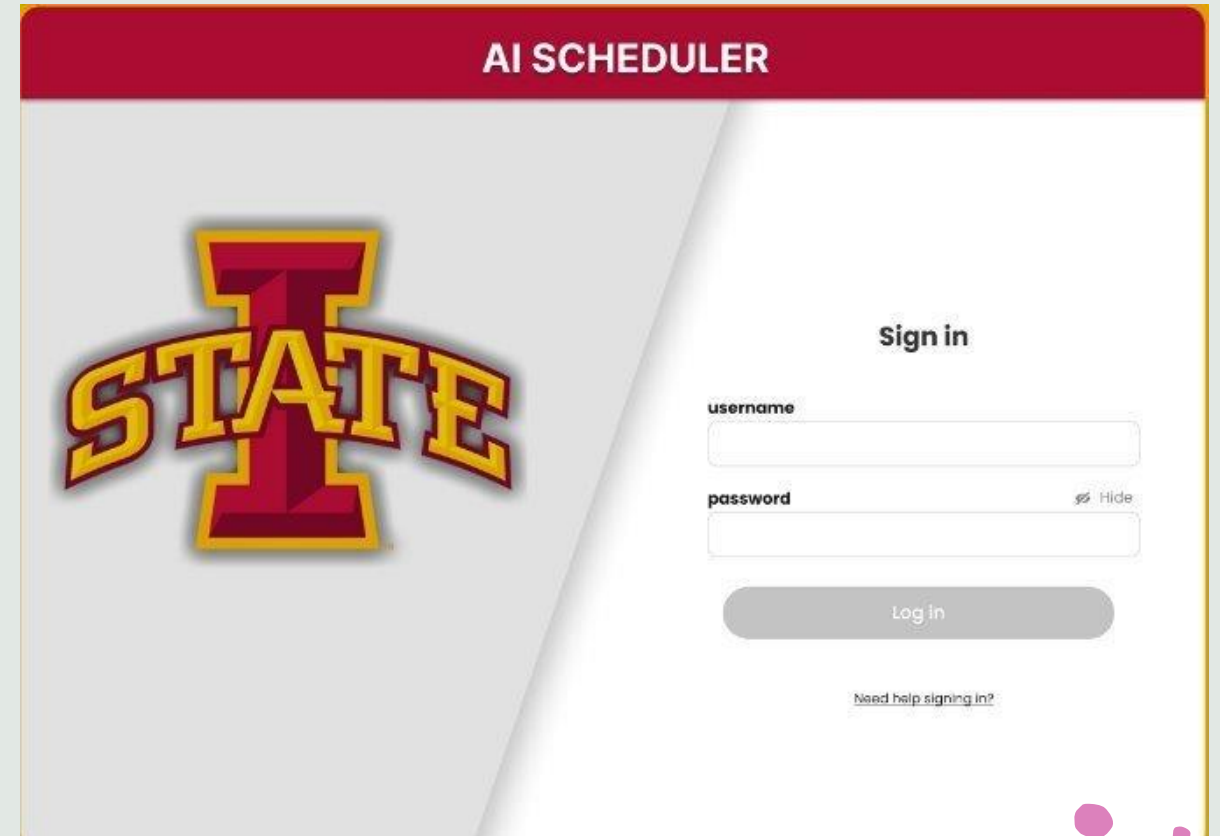 AI SCHEDULER
I
STATE
Sign in
username
password
Hide
Log in
Need help signing in?